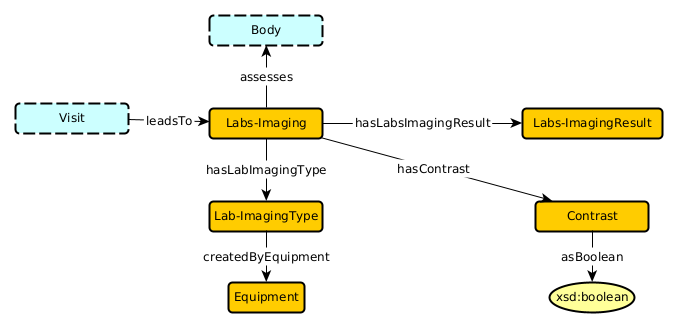 Body
assesses
Visit
leadsTo
Labs-Imaging
hasLabsImagingResult
Labs-ImagingResult
hasLabImagingType
hasContrast
Lab-ImagingType
Contrast
createdByEquipment
asBoolean
Equipment
xsd:boolean